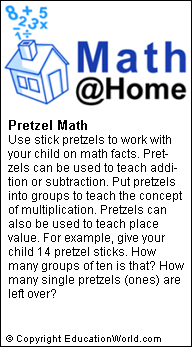 8 + 5
2 2 3x
1 ÷
Math
@Home
Pretzel Math
Use stick pretzels to work with
your child on math facts. Pret-
zels can be used to teach addi-
tion or subtraction. Put pretzels
into groups to teach the concept
of multiplication. Pretzels can
also be used to teach place
value. For example, give your
child 14 pretzel sticks. How
many groups of ten is that? How
many single pretzels (ones) are
left over?
© Copyright EducationWorld.com